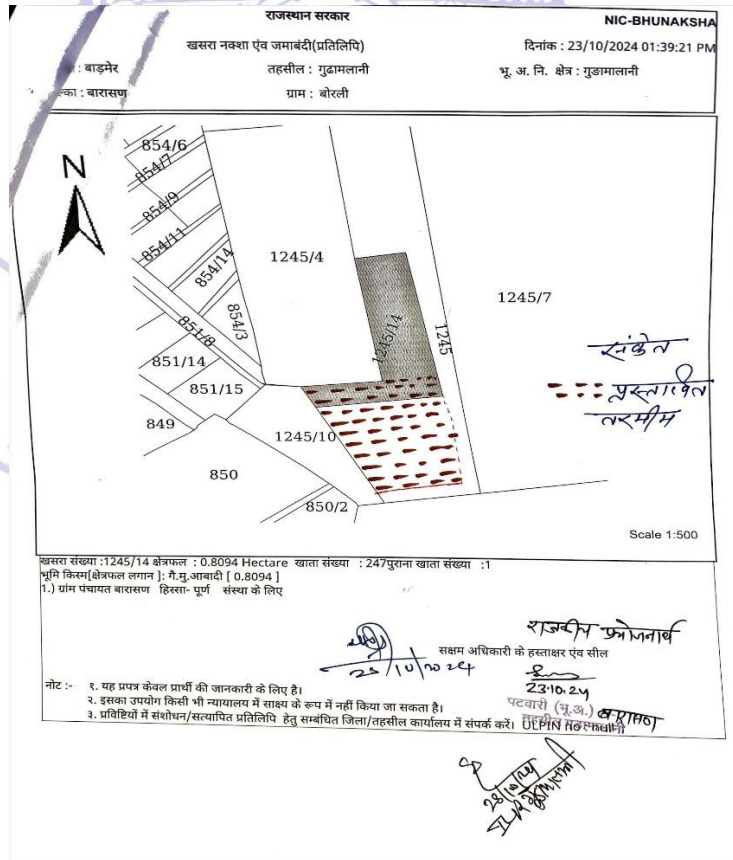 राजस्थान सरकार
NIC-BHUNAKSHA
खसरा नक्शा एंव जमाबंदी(प्रतिलिपि)
दिनांक : 23/10/2024 01:39:21 PM
: बाड़मेर
तहसील : गुढामलानी
भू. अ. नि. क्षेत्र : गुङामालानी
: बारासण
ग्राम : बोरली
N
854/6
854/7
854/9
854/11
854/14
854/3
1245/4
1245/14
1245
1245/7
851/8
851/14
851/15
849
1245/10
850
850/2
संकेत
प्रस्तावित
तरमीम
Scale 1:500
खसरा संख्या :1245/14 क्षेत्रफल : 0.8094 Hectare खाता संख्या : 247पुराना खाता संख्या :1
भूमि किस्म[क्षेत्रफल लगान ]: गै.मु.आबादी [ 0.8094 ]
1.) ग्रांम पंचायत बारासण हिस्सा- पूर्ण संस्था के लिए
राजकीय प्रयोजनार्थ
सक्षम अधिकारी के हस्ताक्षर एंव सील
23/10/2024
23.10.24
नोट :- १. यह प्रपत्र केवल प्रार्थी की जानकारी के लिए है।
२. इसका उपयोग किसी भी न्यायालय में साक्ष्य के रूप में नहीं किया जा सकता है।
पटवारी (भू.अ.)
३. प्रविष्टियों में संशोधन/सत्यापित प्रतिलिपि हेतु सम्बंधित जिला/तहसील कार्यालय में संपर्क करें। ULPIN No